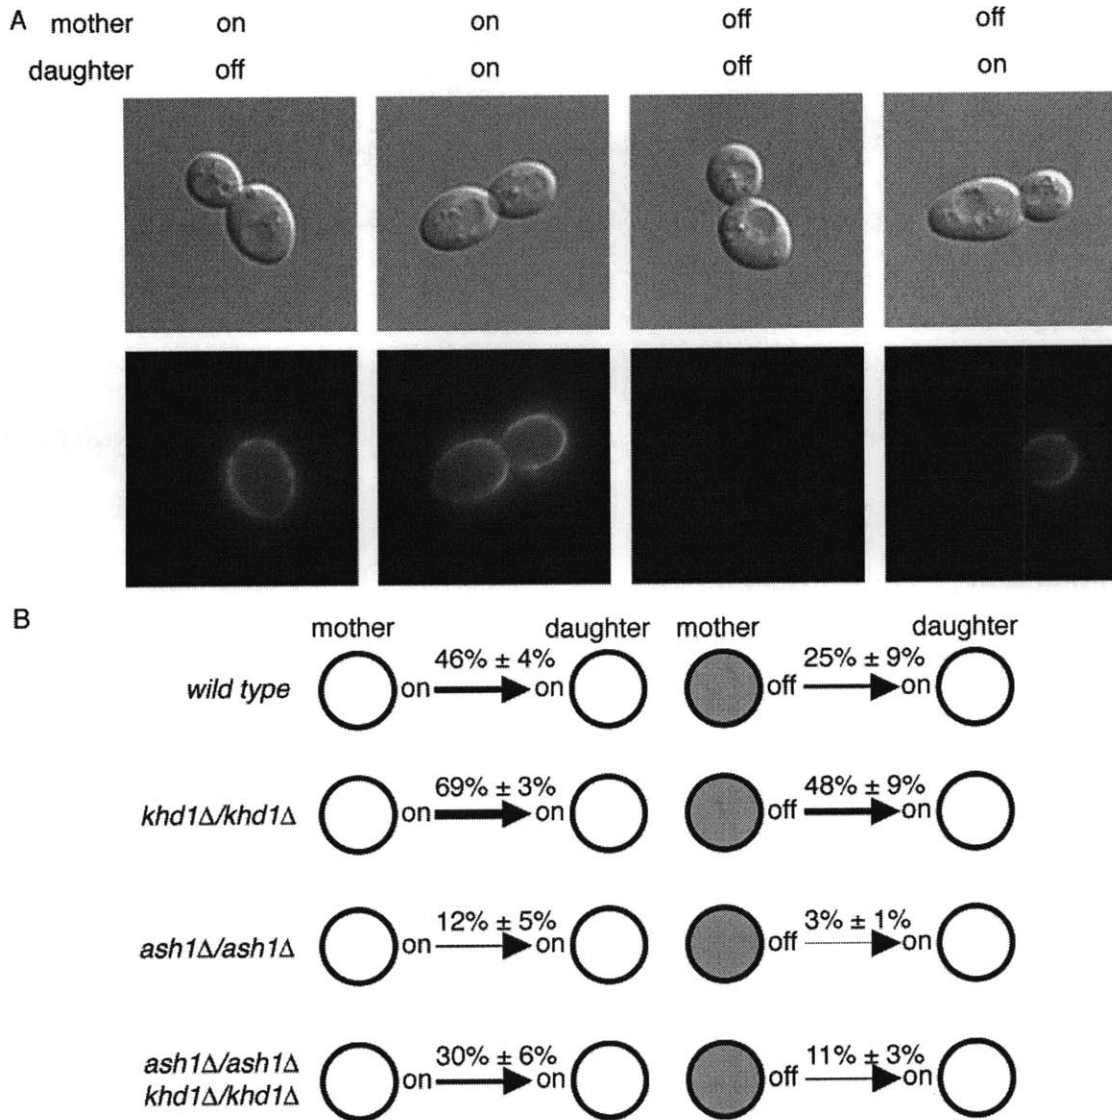 A mother on on off off
daughter off on off on
B
mother daughter mother daughter
wild type on 46% ± 4% on off 25% ± 9% on
khd1Δ/khd1Δ on 69% ± 3% on off 48% ± 9% on
ash1Δ/ash1Δ on 12% ± 5% on off 3% ± 1% on
ash1Δ/ash1Δ
khd1Δ/khd1Δ on 30% ± 6% on off 11% ± 3% on